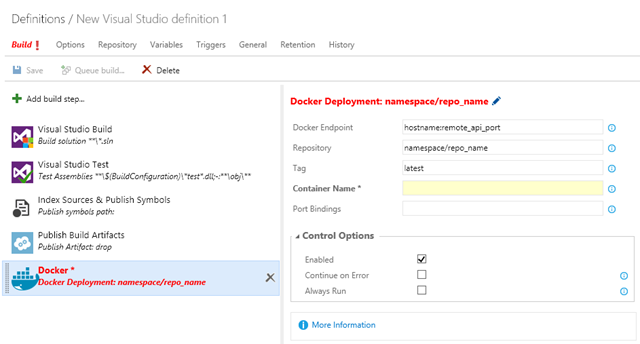 Definitions / New Visual Studio definition 1
Build ! Options Repository Variables Triggers General Retention History
Save Queue build... Delete
Add build step...
Visual Studio Build
Build solution **\*.sln
Visual Studio Test
Test Assemblies **\$(BuildConfiguration)\*test*.dll;-:**\obj\**
Index Sources & Publish Symbols
Publish symbols path:
Publish Build Artifacts
Publish Artifact: drop
Docker *
Docker Deployment: namespace/repo_name
Docker Deployment: namespace/repo_name
Docker Endpoint hostname:remote_api_port
Repository namespace/repo_name
Tag latest
Container Name *
Port Bindings
Control Options
Enabled
Continue on Error
Always Run
More Information